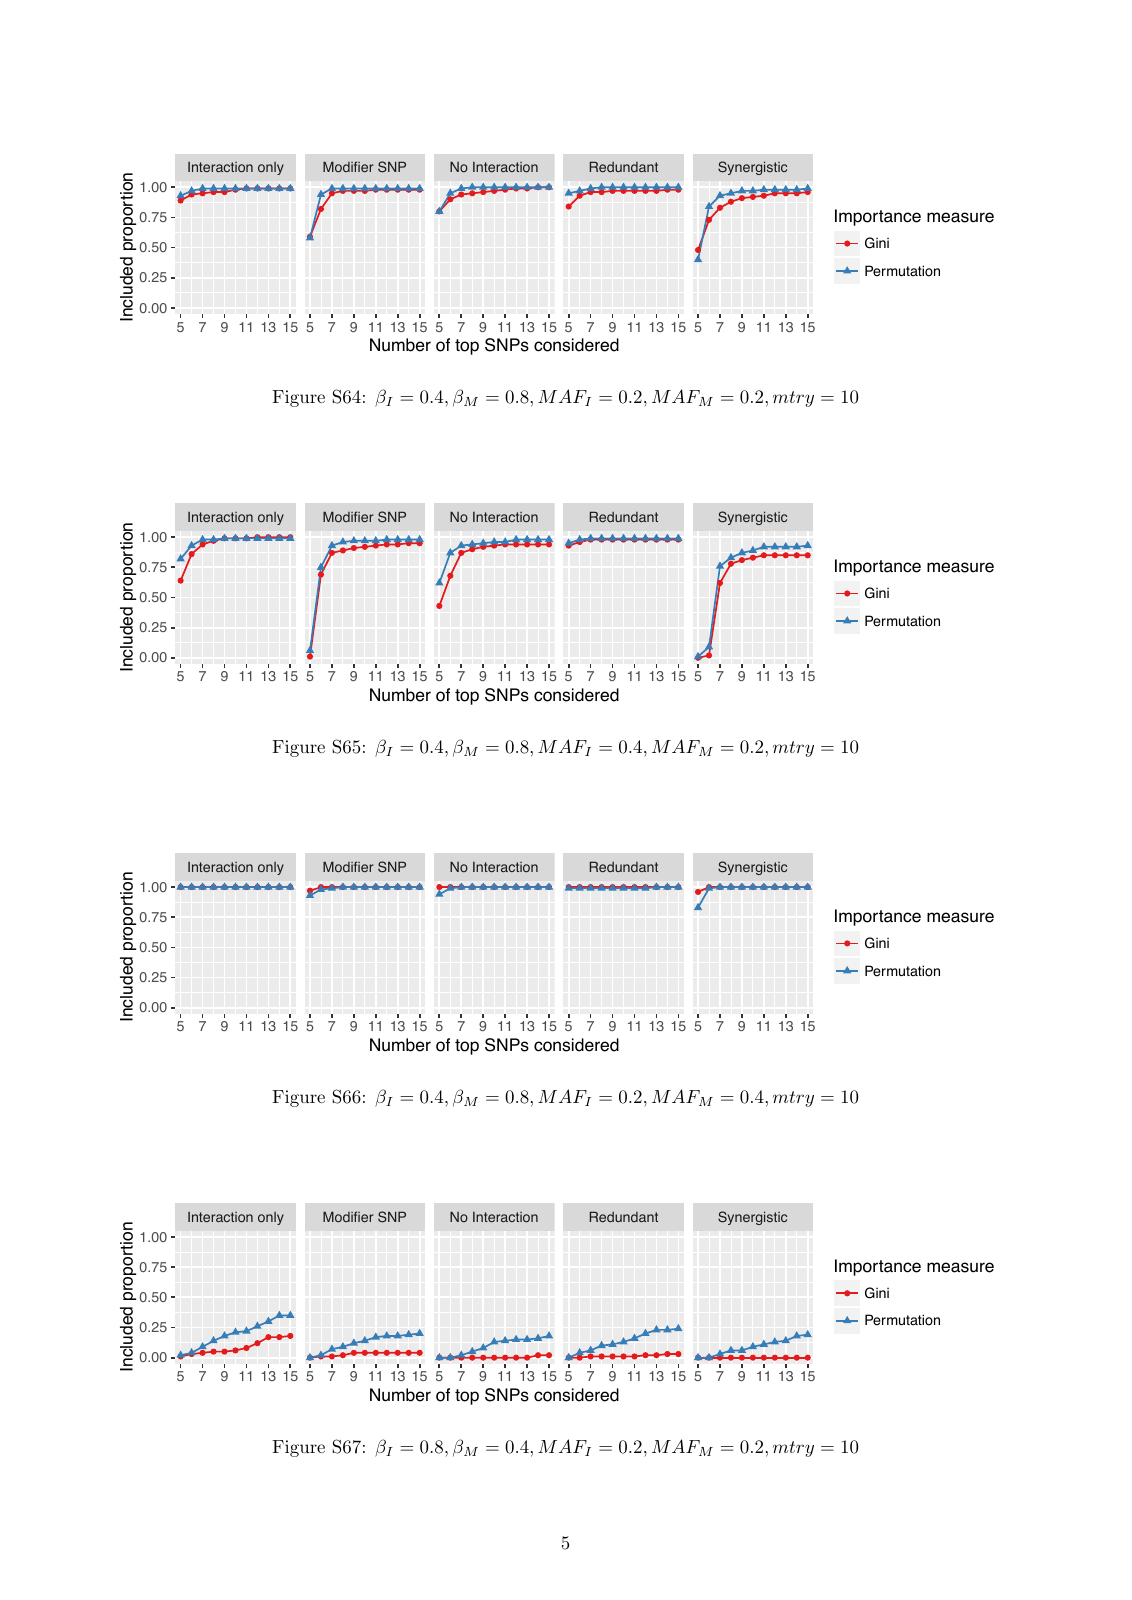 Interaction only Modifier SNP No Interaction Redundant Synergistic
Included proportion
1.00
0.75
0.50
0.25
0.00
5 7 9 11 13 15 5 7 9 11 13 15 5 7 9 11 13 15 5 7 9 11 13 15 5 7 9 11 13 15
Number of top SNPs considered
Importance measure
Gini
Permutation
Figure S64: β_I = 0.4, β_M = 0.8, MAF_I = 0.2, MAF_M = 0.2, mtry = 10
Interaction only Modifier SNP No Interaction Redundant Synergistic
Included proportion
1.00
0.75
0.50
0.25
0.00
5 7 9 11 13 15 5 7 9 11 13 15 5 7 9 11 13 15 5 7 9 11 13 15 5 7 9 11 13 15
Number of top SNPs considered
Importance measure
Gini
Permutation
Figure S65: β_I = 0.4, β_M = 0.8, MAF_I = 0.4, MAF_M = 0.2, mtry = 10
Interaction only Modifier SNP No Interaction Redundant Synergistic
Included proportion
1.00
0.75
0.50
0.25
0.00
5 7 9 11 13 15 5 7 9 11 13 15 5 7 9 11 13 15 5 7 9 11 13 15 5 7 9 11 13 15
Number of top SNPs considered
Importance measure
Gini
Permutation
Figure S66: β_I = 0.4, β_M = 0.8, MAF_I = 0.2, MAF_M = 0.4, mtry = 10
Interaction only Modifier SNP No Interaction Redundant Synergistic
Included proportion
1.00
0.75
0.50
0.25
0.00
5 7 9 11 13 15 5 7 9 11 13 15 5 7 9 11 13 15 5 7 9 11 13 15 5 7 9 11 13 15
Number of top SNPs considered
Importance measure
Gini
Permutation
Figure S67: β_I = 0.8, β_M = 0.4, MAF_I = 0.2, MAF_M = 0.2, mtry = 10
5